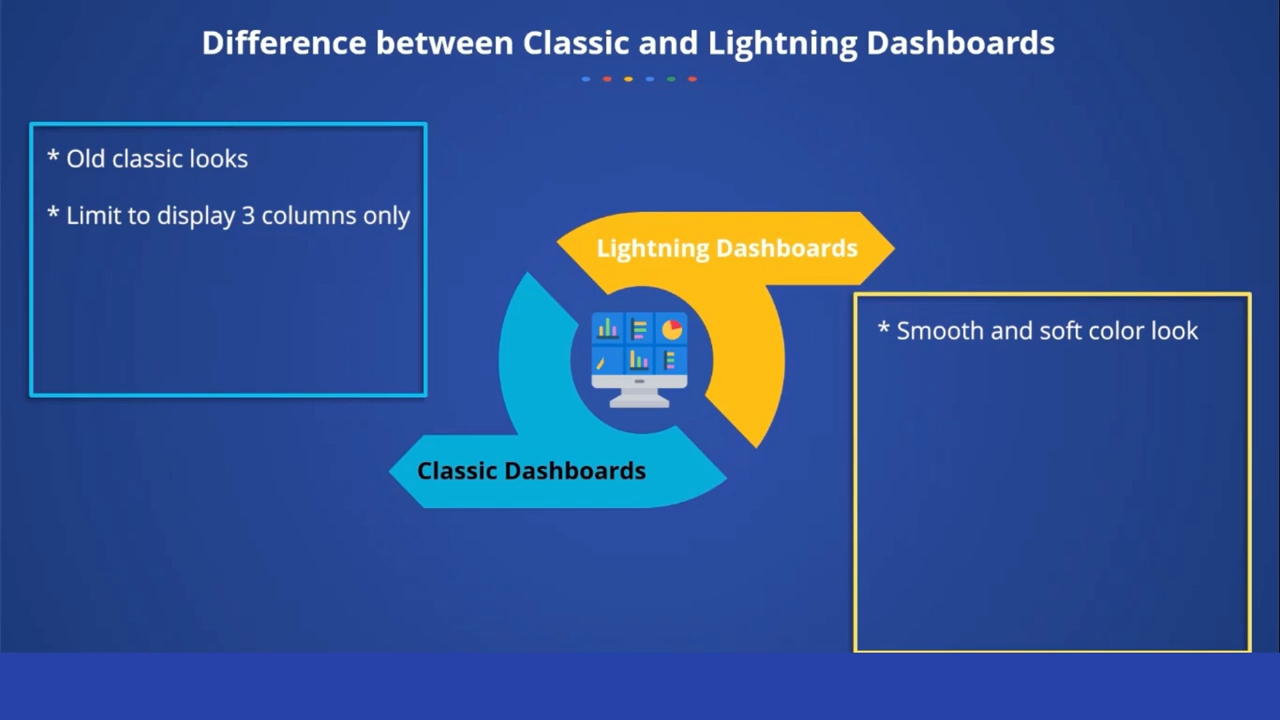 Difference between Classic and Lightning Dashboards
* Old classic looks
* Limit to display 3 columns only
Lightning Dashboards
* Smooth and soft color look
Classic Dashboards